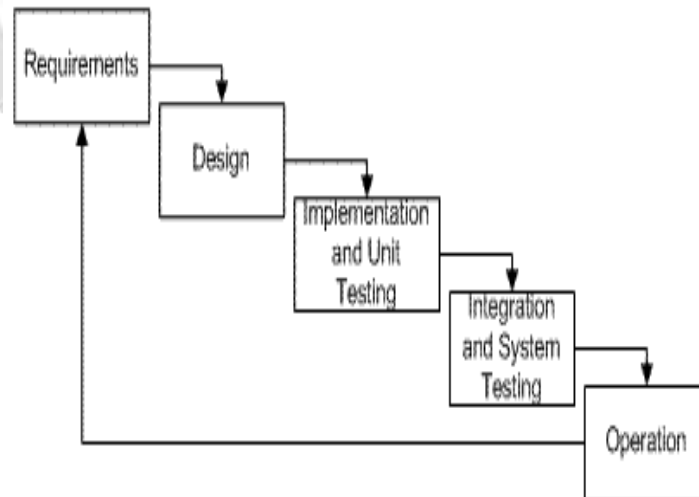 Requirements
Design
Implementation
and Unit
Testing
Integration
and System
Testing
Operation